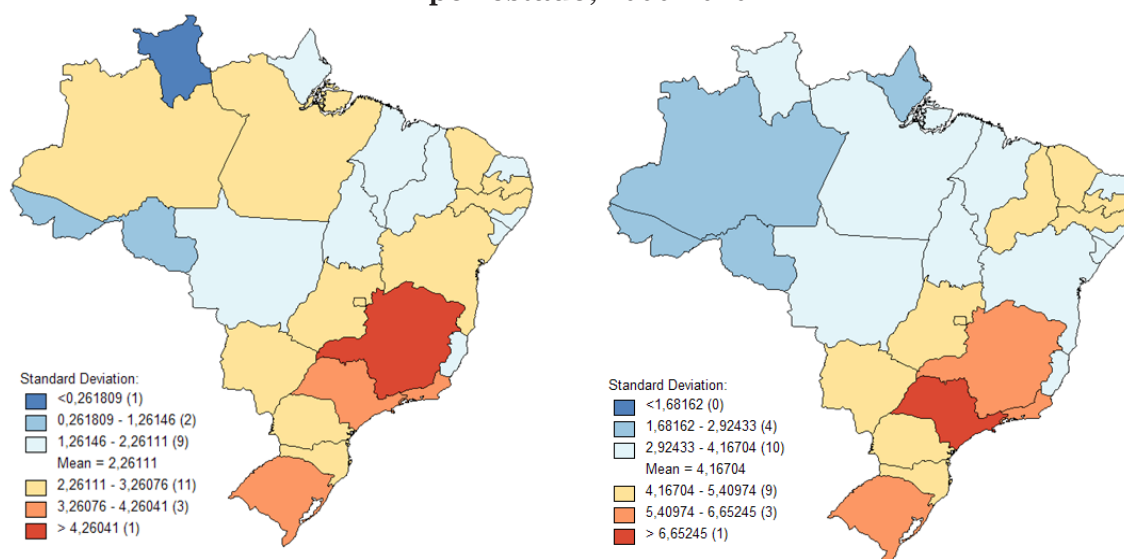 Standard Deviation:
<0,261809 (1)
0,261809 - 1,26146 (2)
1,26146 - 2,26111 (9)
Mean = 2,26111
2,26111 - 3,26076 (11)
3,26076 - 4,26041 (3)
> 4,26041 (1)
Standard Deviation:
<1,68162 (0)
1,68162 - 2,92433 (4)
2,92433 - 4,16704 (10)
Mean = 4,16704
4,16704 - 5,40974 (9)
5,40974 - 6,65245 (3)
> 6,65245 (1)